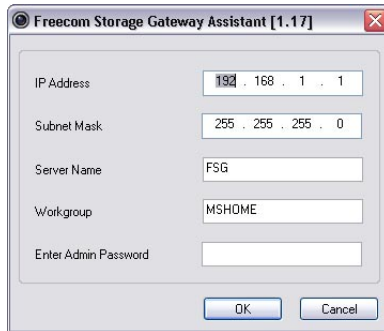 Freecom Storage Gateway Assistant [1.17]
IP Address 192 . 168 . 1 . 1
Subnet Mask 255 . 255 . 255 . 0
Server Name FSG
Workgroup MSHOME
Enter Admin Password
OK Cancel